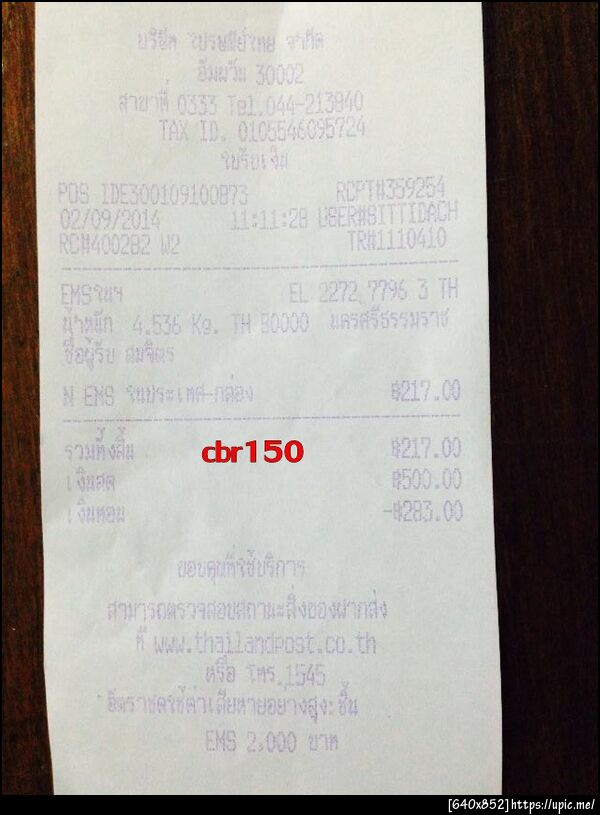 บริษัท ไปรษณีย์ไทย จำกัด
อัมพวัน 30002
สาขาที่ 0333 Tel.044-213840
TAX ID. 0105546095724
ใบรับเงิน
POS IDE300109100873 RCPT#359254
02/09/2014 11:11:28 USER#SITTIDACH
RC#400282 W2 TR#1110410
EMSในฯ EL 2272 7796 3 TH
น้ำหนัก 4.536 Kg. TH 80000 นครศรีธรรมราช
ชื่อผู้รับ สมจิตร
N EMS ในประเทศ-กล่อง ฿217.00
รวมทั้งสิ้น ฿217.00
cbr150
เงินสด ฿500.00
เงินทอน -฿283.00
ขอบคุณที่ใช้บริการ
สามารถตรวจสอบสถานะสิ่งของฝากส่ง
ที่ www.thailandpost.co.th
หรือ โทร.1545
อัตราชดใช้ค่าเสียหายอย่างสูง:ชิ้น
EMS 2,000 บาท
[640x852]https://upic.me/